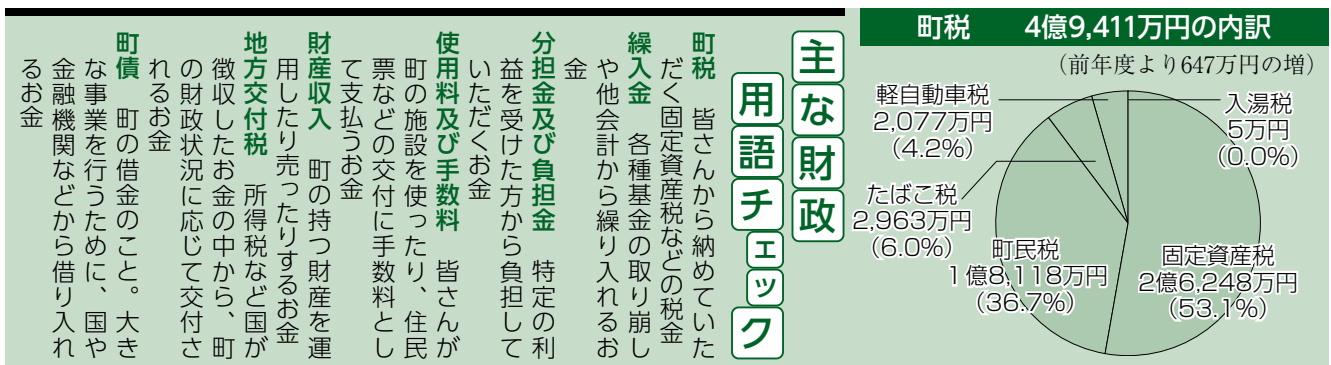 主な財政
用語チェック
町税　皆さんから納めていた
だく固定資産税などの税金
繰入金　各種基金の取り崩し
や他会計から繰り入れるお
金
分担金及び負担金　特定の利
益を受けた方から負担して
いただくお金
使用料及び手数料　皆さんが
町の施設を使ったり、住民
票などの交付に手数料とし
て支払うお金
財産収入　町の持つ財産を運
用したり売ったりするお金
地方交付税　所得税など国が
徴収したお金の中から、町
の財政状況に応じて交付さ
れるお金
町債　町の借金のこと。大き
な事業を行うために、国や
金融機関などから借り入れ
るお金
町税　4億9,411万円の内訳
（前年度より647万円の増）
入湯税
5万円
（0.0%）
固定資産税
2億6,248万円
（53.1%）
町民税
1億8,118万円
（36.7%）
たばこ税
2,963万円
（6.0%）
軽自動車税
2,077万円
（4.2%）